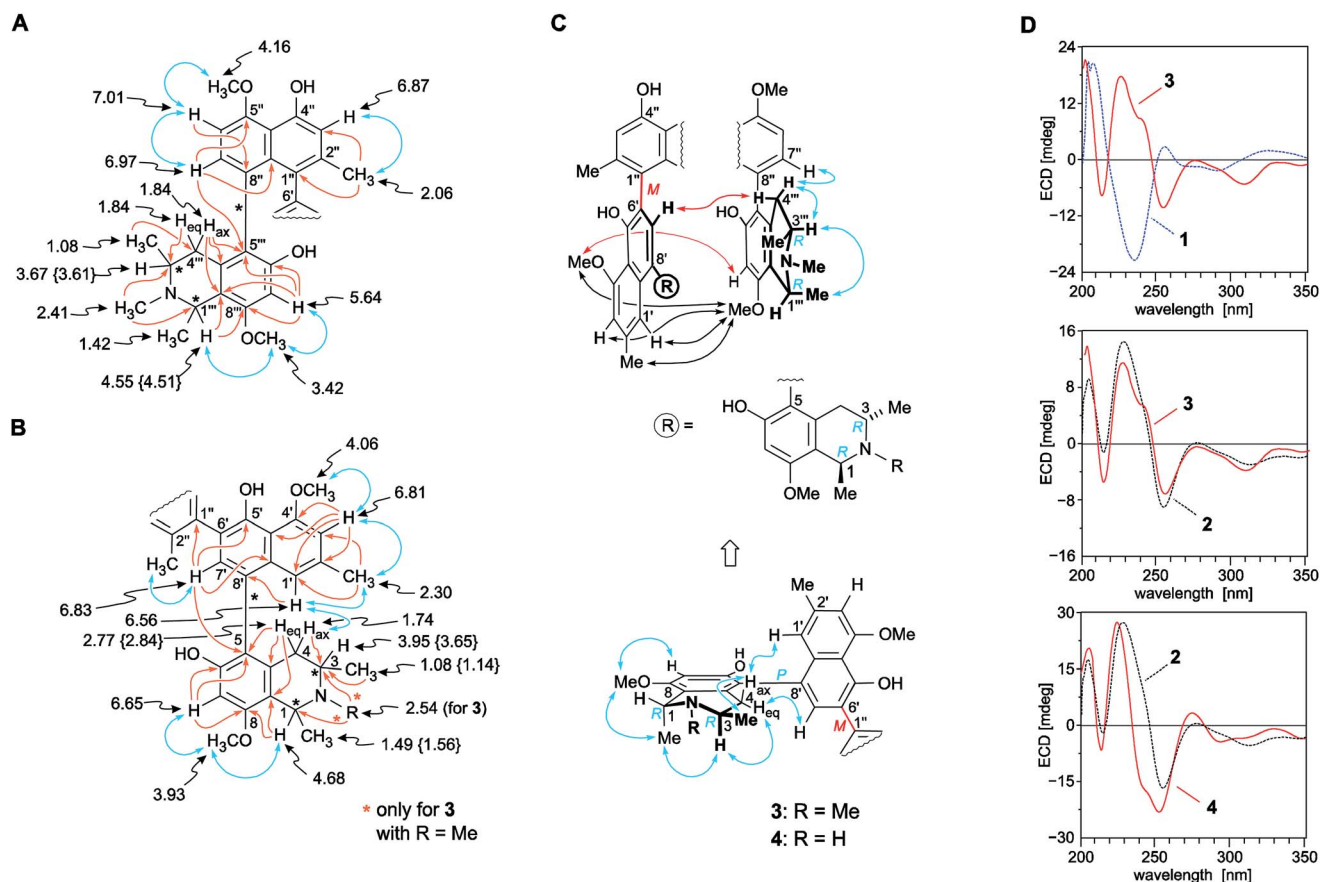 A
4.16
H₃CO
OH
6.87
7.01
H
5''
4''
H
6.97
H
2''
8''
1''
CH₃
6'
2.06
*
1.84
1.84
H_eq
H_ax
1.08
H₃C
5'''
OH
3.67 {3.61}
H
*
4'''
N
*
H
5.64
2.41
H₃C
1'''
8'''
1.42
H₃C
H
OCH₃
4.55 {4.51}
3.42
B
4.06
OH
OCH₃
6.81
1''
5'
4'
H
6'
2''
H₃C
H
7'
8'
1'
CH₃
6.83
*
H
2.30
6.56
1.74
2.77 {2.84}
H_eq
H_ax
H
3.95 {3.65}
5
4
HO
3
CH₃
1.08 {1.14}
*
6.65
H
N
*
*
R
2.54 (for 3)
8
1
*
H₃CO
H
CH₃
1.49 {1.56}
3.93
4.68
* only for 3
with R = Me
C
OH
4''
OMe
7''
H
Me
1''
8''
M
6'
H
H
H
4'''
HO
HO
3'''
H
Me
R
MeO
8'
N
Me
R
H
R
Me
1'
MeO
1'''
H
H
H
Me
R =
5
3
HO
Me
R
R
N
R
1
OMe
Me
Me
H
2'
1'
H
OMe
H
O
H
P
MeO
8
H_ax
8'
OH
H
4
H_eq
R
1
N
R
3
Me
H
6'
R
M
Me
1''
H
3: R = Me
4: R = H
D
24
12
0
−12
−24
ECD [mdeg]
3
1
200
250
300
350
wavelength [nm]
16
8
0
−8
−16
ECD [mdeg]
3
2
200
250
300
350
wavelength [nm]
30
15
0
−15
−30
ECD [mdeg]
2
4
200
250
300
350
wavelength [nm]